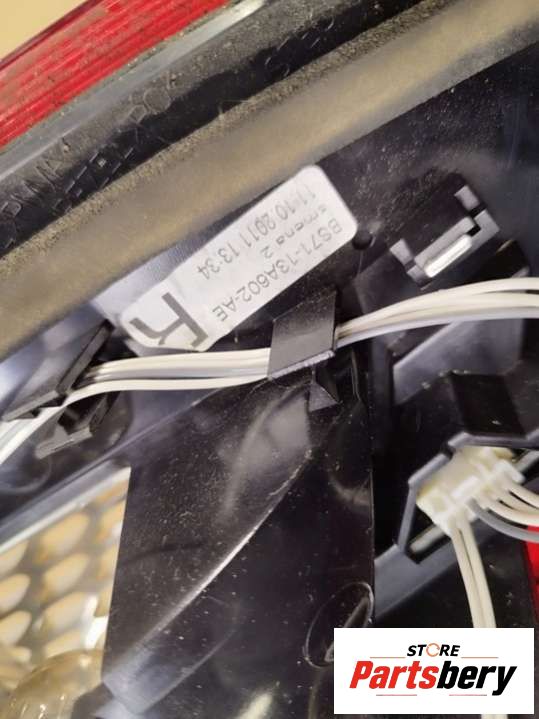 BS71-13A602-AE
smena 2
11.10 2011 13:34
R
STORE
Partsbery